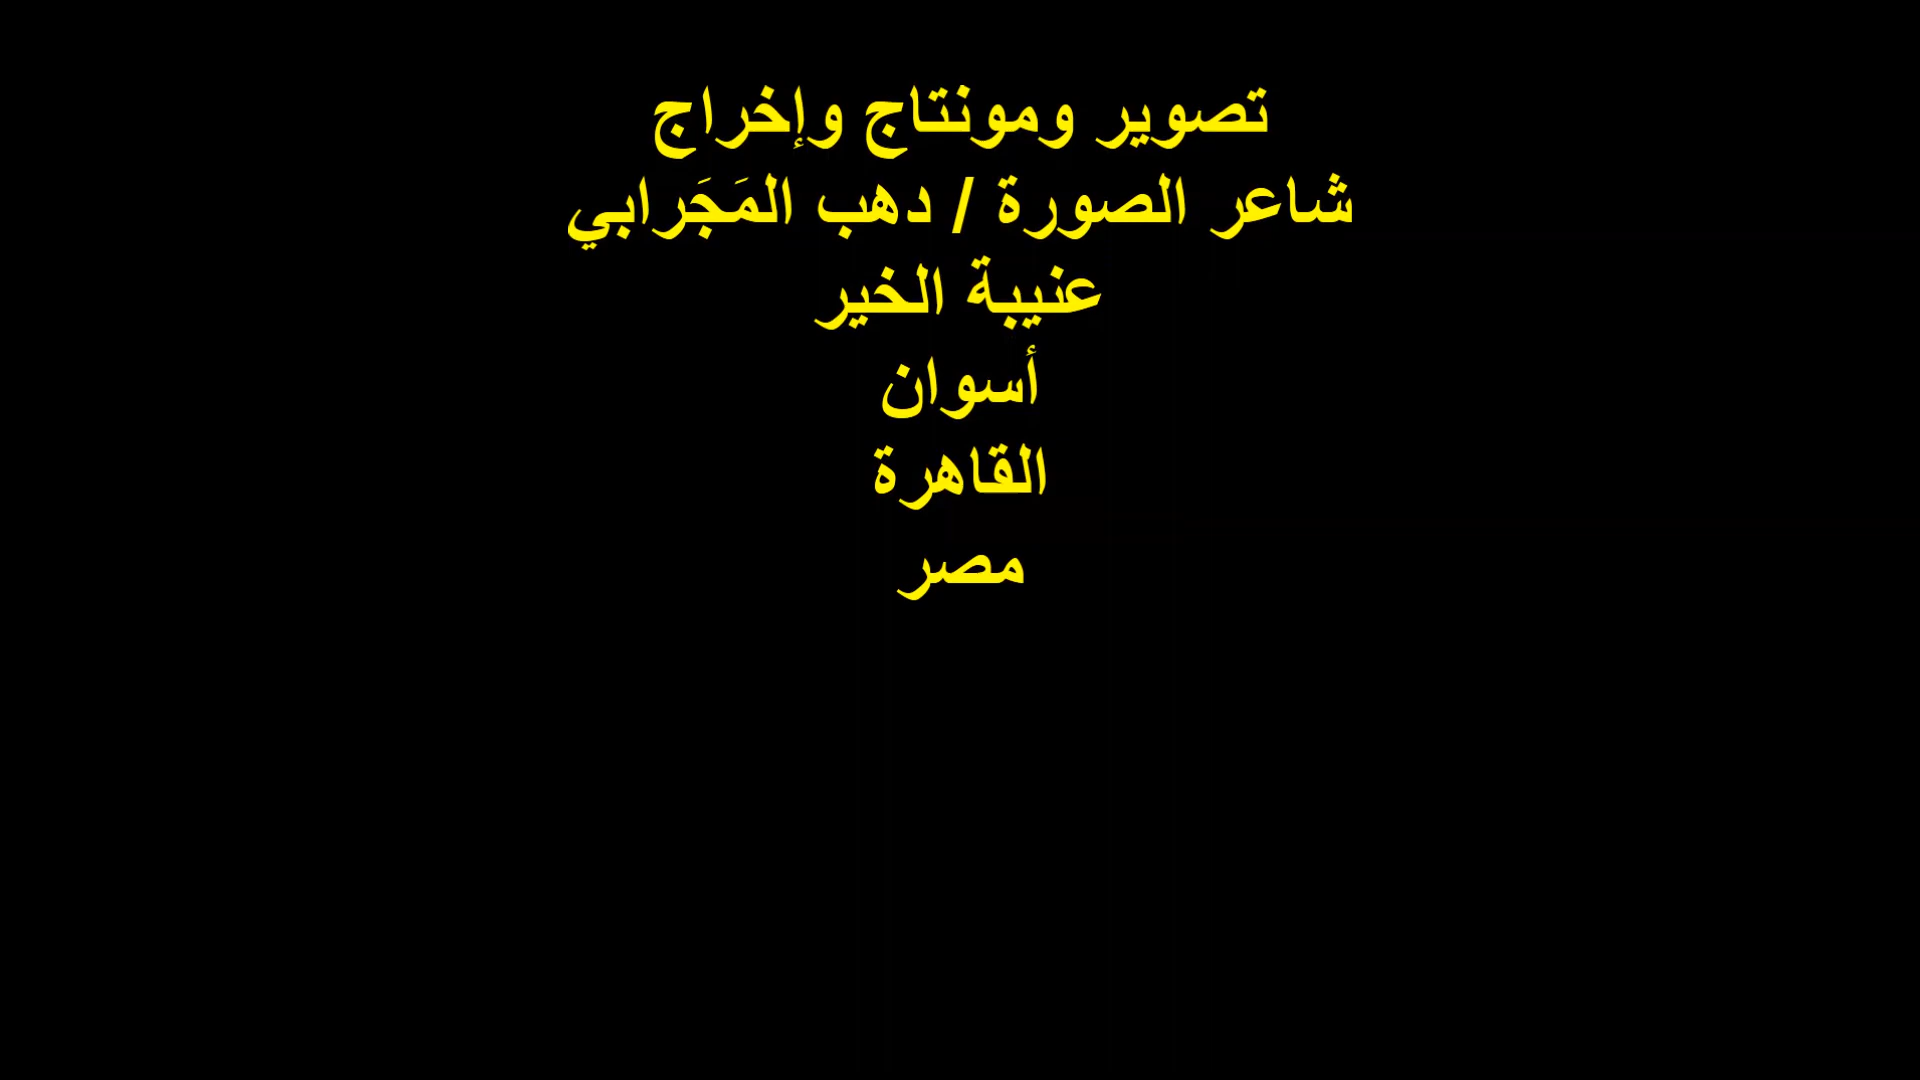 تصوير ومونتاج وإخراج
شاعر الصورة / دهب المَجَرابي
عنيبة الخير
أسوان
القاهرة
مصر